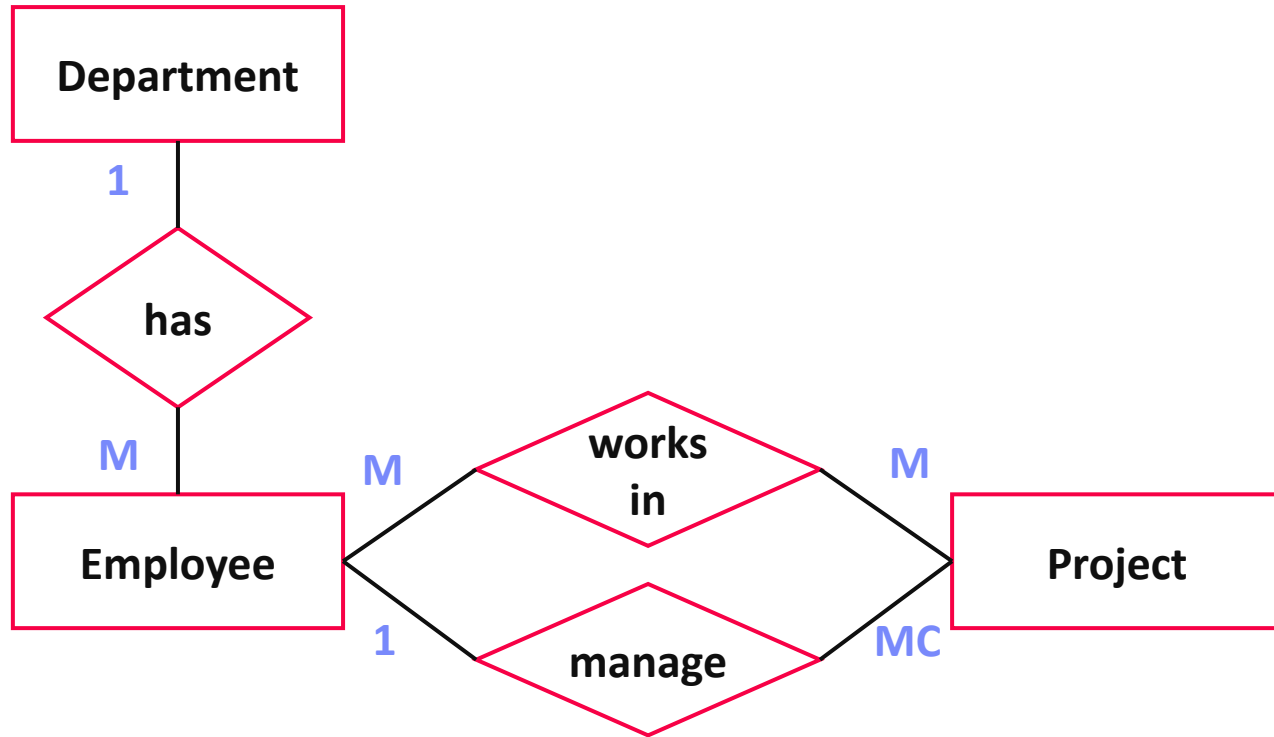 Department
1
has
M
Employee
M
works
in
M
1
manage
MC
Project